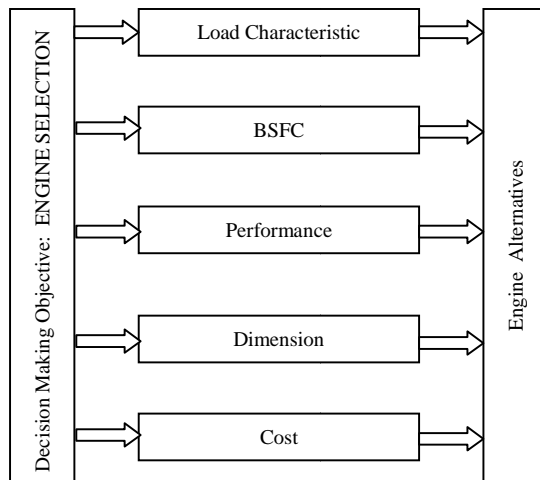 Decision Making Objective: ENGINE SELECTION
Load Characteristic
BSFC
Performance
Dimension
Cost
Engine Alternatives